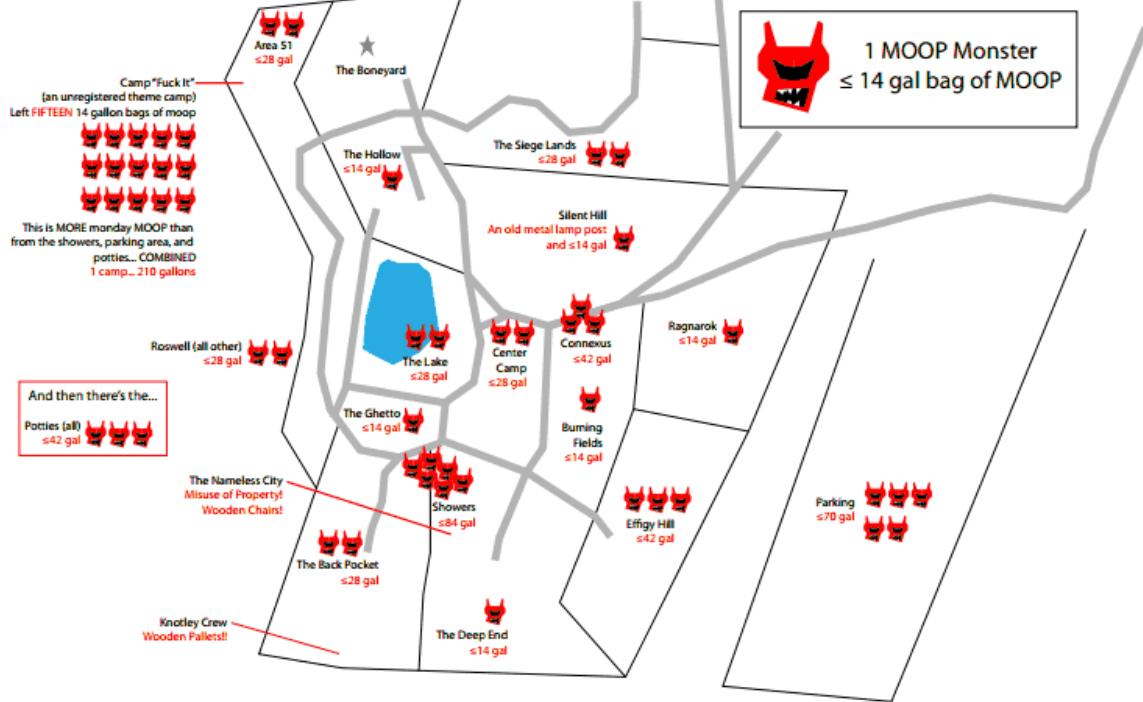 1 MOOP Monster
≤ 14 gal bag of MOOP
Area 51
≤28 gal
The Boneyard
Camp "Fuck It"
(an unregistered theme camp)
Left FIFTEEN 14 gallon bags of moop
This is MORE monday MOOP than
from the showers, parking area, and
potties... COMBINED
1 camp... 210 gallons
The Hollow
≤14 gal
The Siege Lands
≤28 gal
Silent Hill
An old metal lamp post
and ≤14 gal
Roswell (all other)
≤28 gal
The Lake
≤28 gal
Center
Camp
≤28 gal
Connexus
≤42 gal
Ragnarok
≤14 gal
And then there's the...
Potties (all)
≤42 gal
The Ghetto
≤14 gal
Burning
Fields
≤14 gal
The Nameless City
Misuse of Property!
Wooden Chairs!
Showers
≤84 gal
Effigy Hill
≤42 gal
Parking
≤70 gal
The Back Pocket
≤28 gal
Knotley Crew
Wooden Pallets!!
The Deep End
≤14 gal